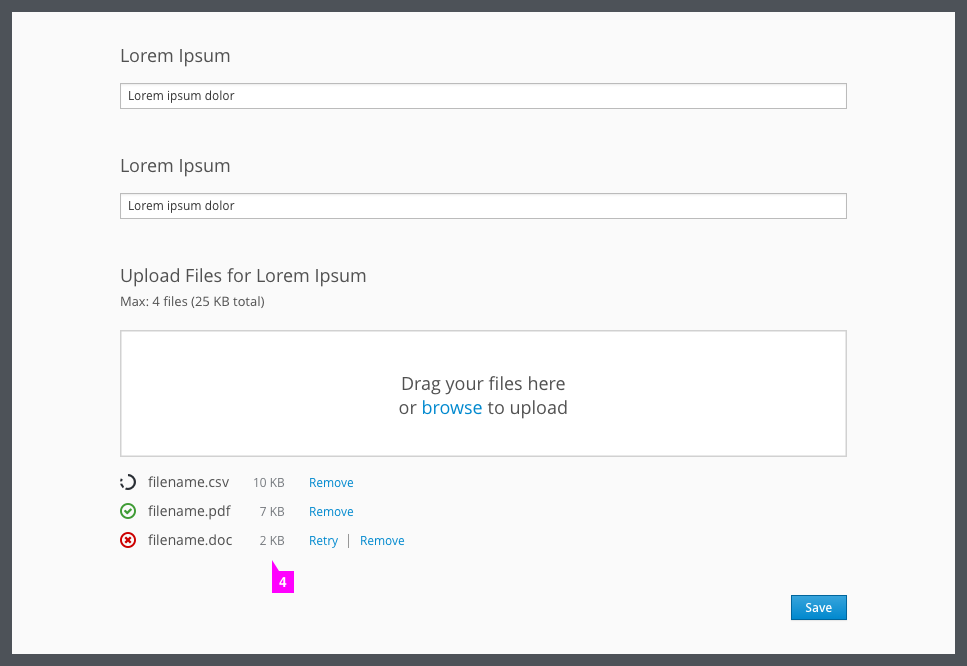 Lorem Ipsum
Lorem ipsum dolor
Lorem Ipsum
Lorem ipsum dolor
Upload Files for Lorem Ipsum
Max: 4 files (25 KB total)
Drag your files here
or browse to upload
filename.csv 10 KB Remove
filename.pdf 7 KB Remove
filename.doc 2 KB Retry | Remove
4
Save